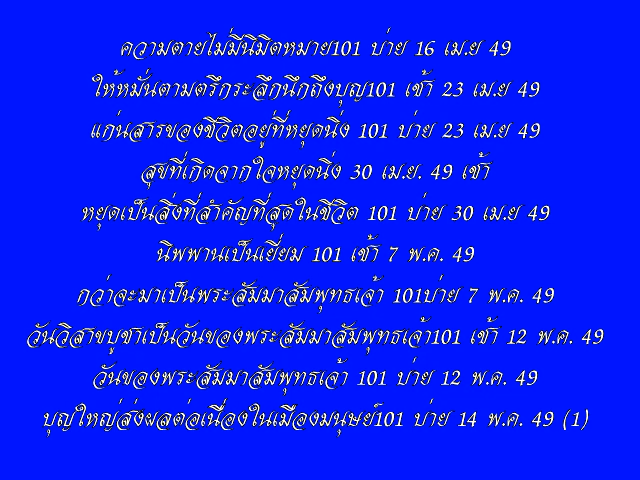 ความตายไม่มีนิมิตหมาย101 บ่าย 16 เม.ย 49
ให้หมั่นตามตรึกระลึกนึกถึงบุญ101 เช้า 23 เม.ย 49
แก่นสารของชีวิตอยู่ที่หยุดนิ่ง 101 บ่าย 23 เม.ย 49
สุขที่เกิดจากใจหยุดนิ่ง 30 เม.ย. 49 เช้า
หยุดเป็นสิ่งที่สำคัญที่สุดในชีวิต 101 บ่าย 30 เม.ย 49
นิพพานเป็นเยี่ยม 101 เช้า 7 พ.ค. 49
กว่าจะมาเป็นพระสัมมาสัมพุทธเจ้า 101บ่าย 7 พ.ค. 49
วันวิสาขบูชาเป็นวันของพระสัมมาสัมพุทธเจ้า101 เช้า 12 พ.ค. 49
วันของพระสัมมาสัมพุทธเจ้า 101 บ่าย 12 พ.ค. 49
บุญใหญ่ส่งผลต่อเนื่องในเมืองมนุษย์101 บ่าย 14 พ.ค. 49 (1)